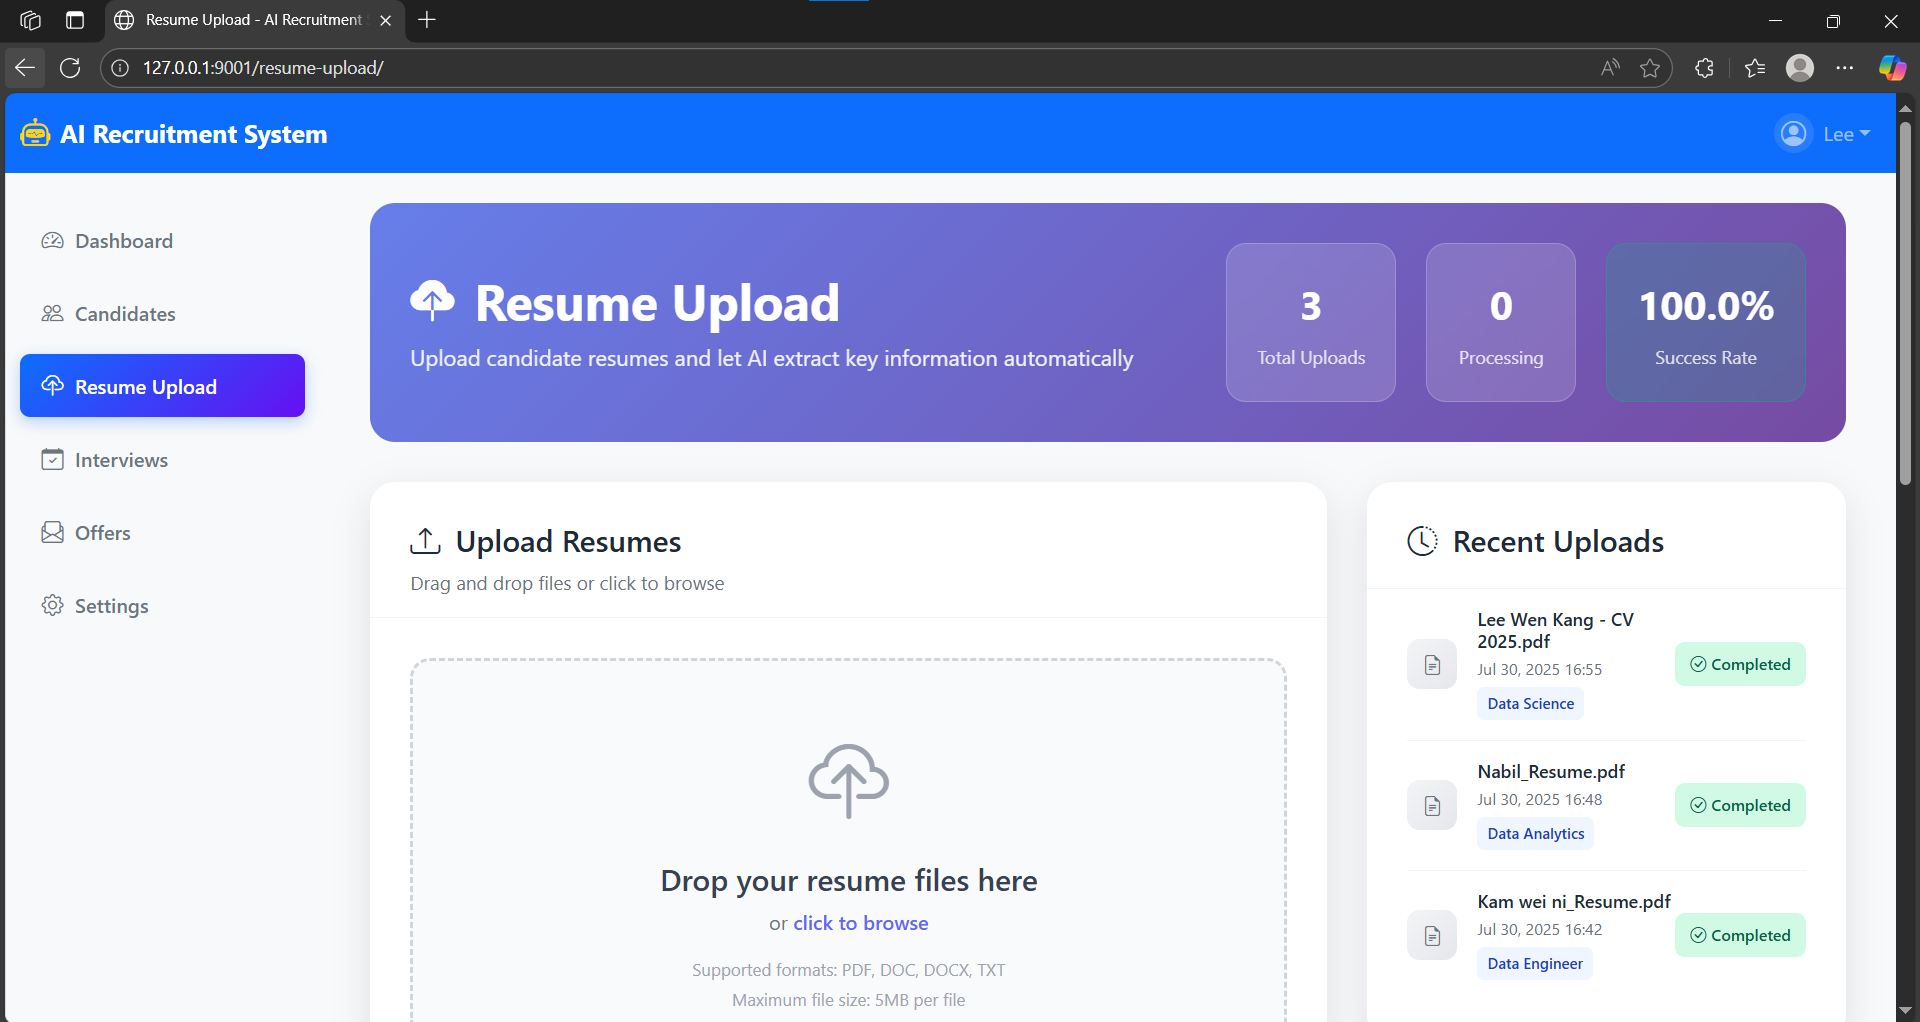 Resume Upload - AI Recruitment
127.0.0.1:9001/resume-upload/
AI Recruitment System
Lee
Dashboard
Candidates
Resume Upload
Interviews
Offers
Settings
Resume Upload
Upload candidate resumes and let AI extract key information automatically
3
Total Uploads
0
Processing
100.0%
Success Rate
Upload Resumes
Drag and drop files or click to browse
Drop your resume files here
or click to browse
Supported formats: PDF, DOC, DOCX, TXT
Maximum file size: 5MB per file
Recent Uploads
Lee Wen Kang - CV
2025.pdf
Jul 30, 2025 16:55
Data Science
Completed
Nabil_Resume.pdf
Jul 30, 2025 16:48
Data Analytics
Completed
Kam wei ni_Resume.pdf
Jul 30, 2025 16:42
Data Engineer
Completed